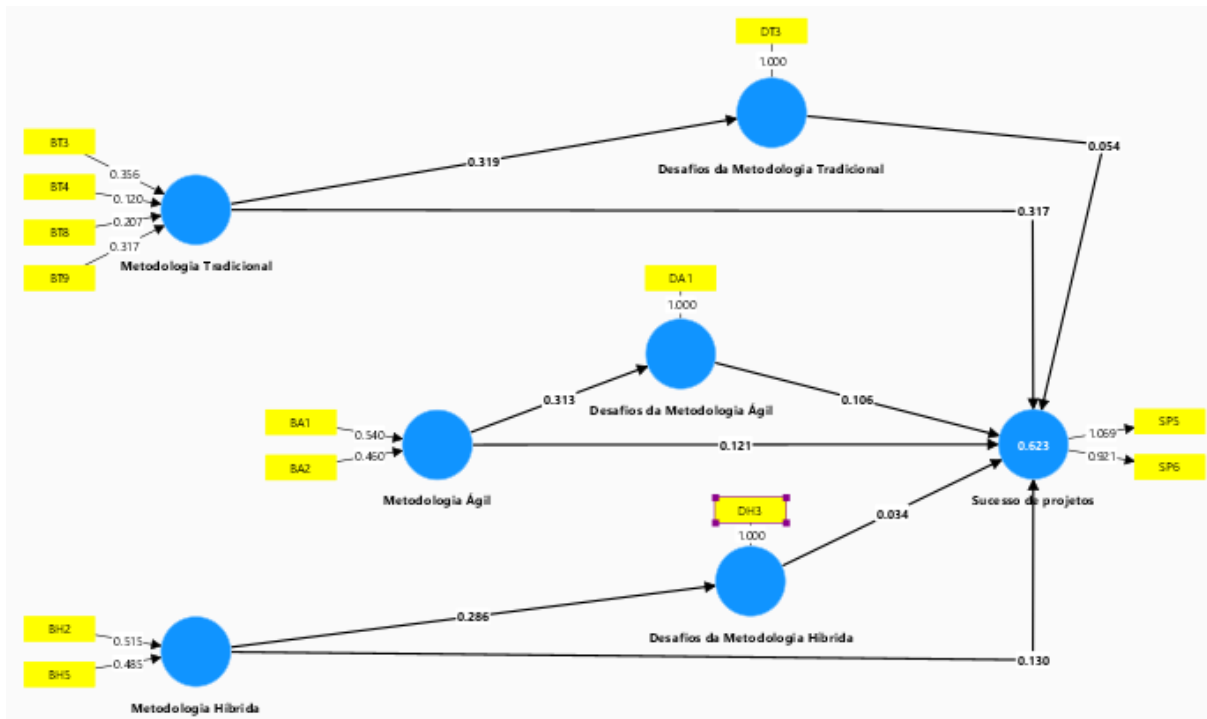 DT3
1.000
Desafios da Metodologia Tradicional
0.054
BT3
BT4
BT8
BT9
0.356
0.120
0.207
0.317
Metodologia Tradicional
0.319
0.317
DA1
1.000
Desafios da Metodologia Ágil
0.313
0.106
BA1
BA2
0.540
0.460
Metodologia Ágil
0.121
0.623
Sucesso de projetos
1.069
0.921
SP5
SP6
DH3
1.000
Desafios da Metodologia Híbrida
0.034
BH2
BH5
0.515
0.485
Metodologia Híbrida
0.286
0.130